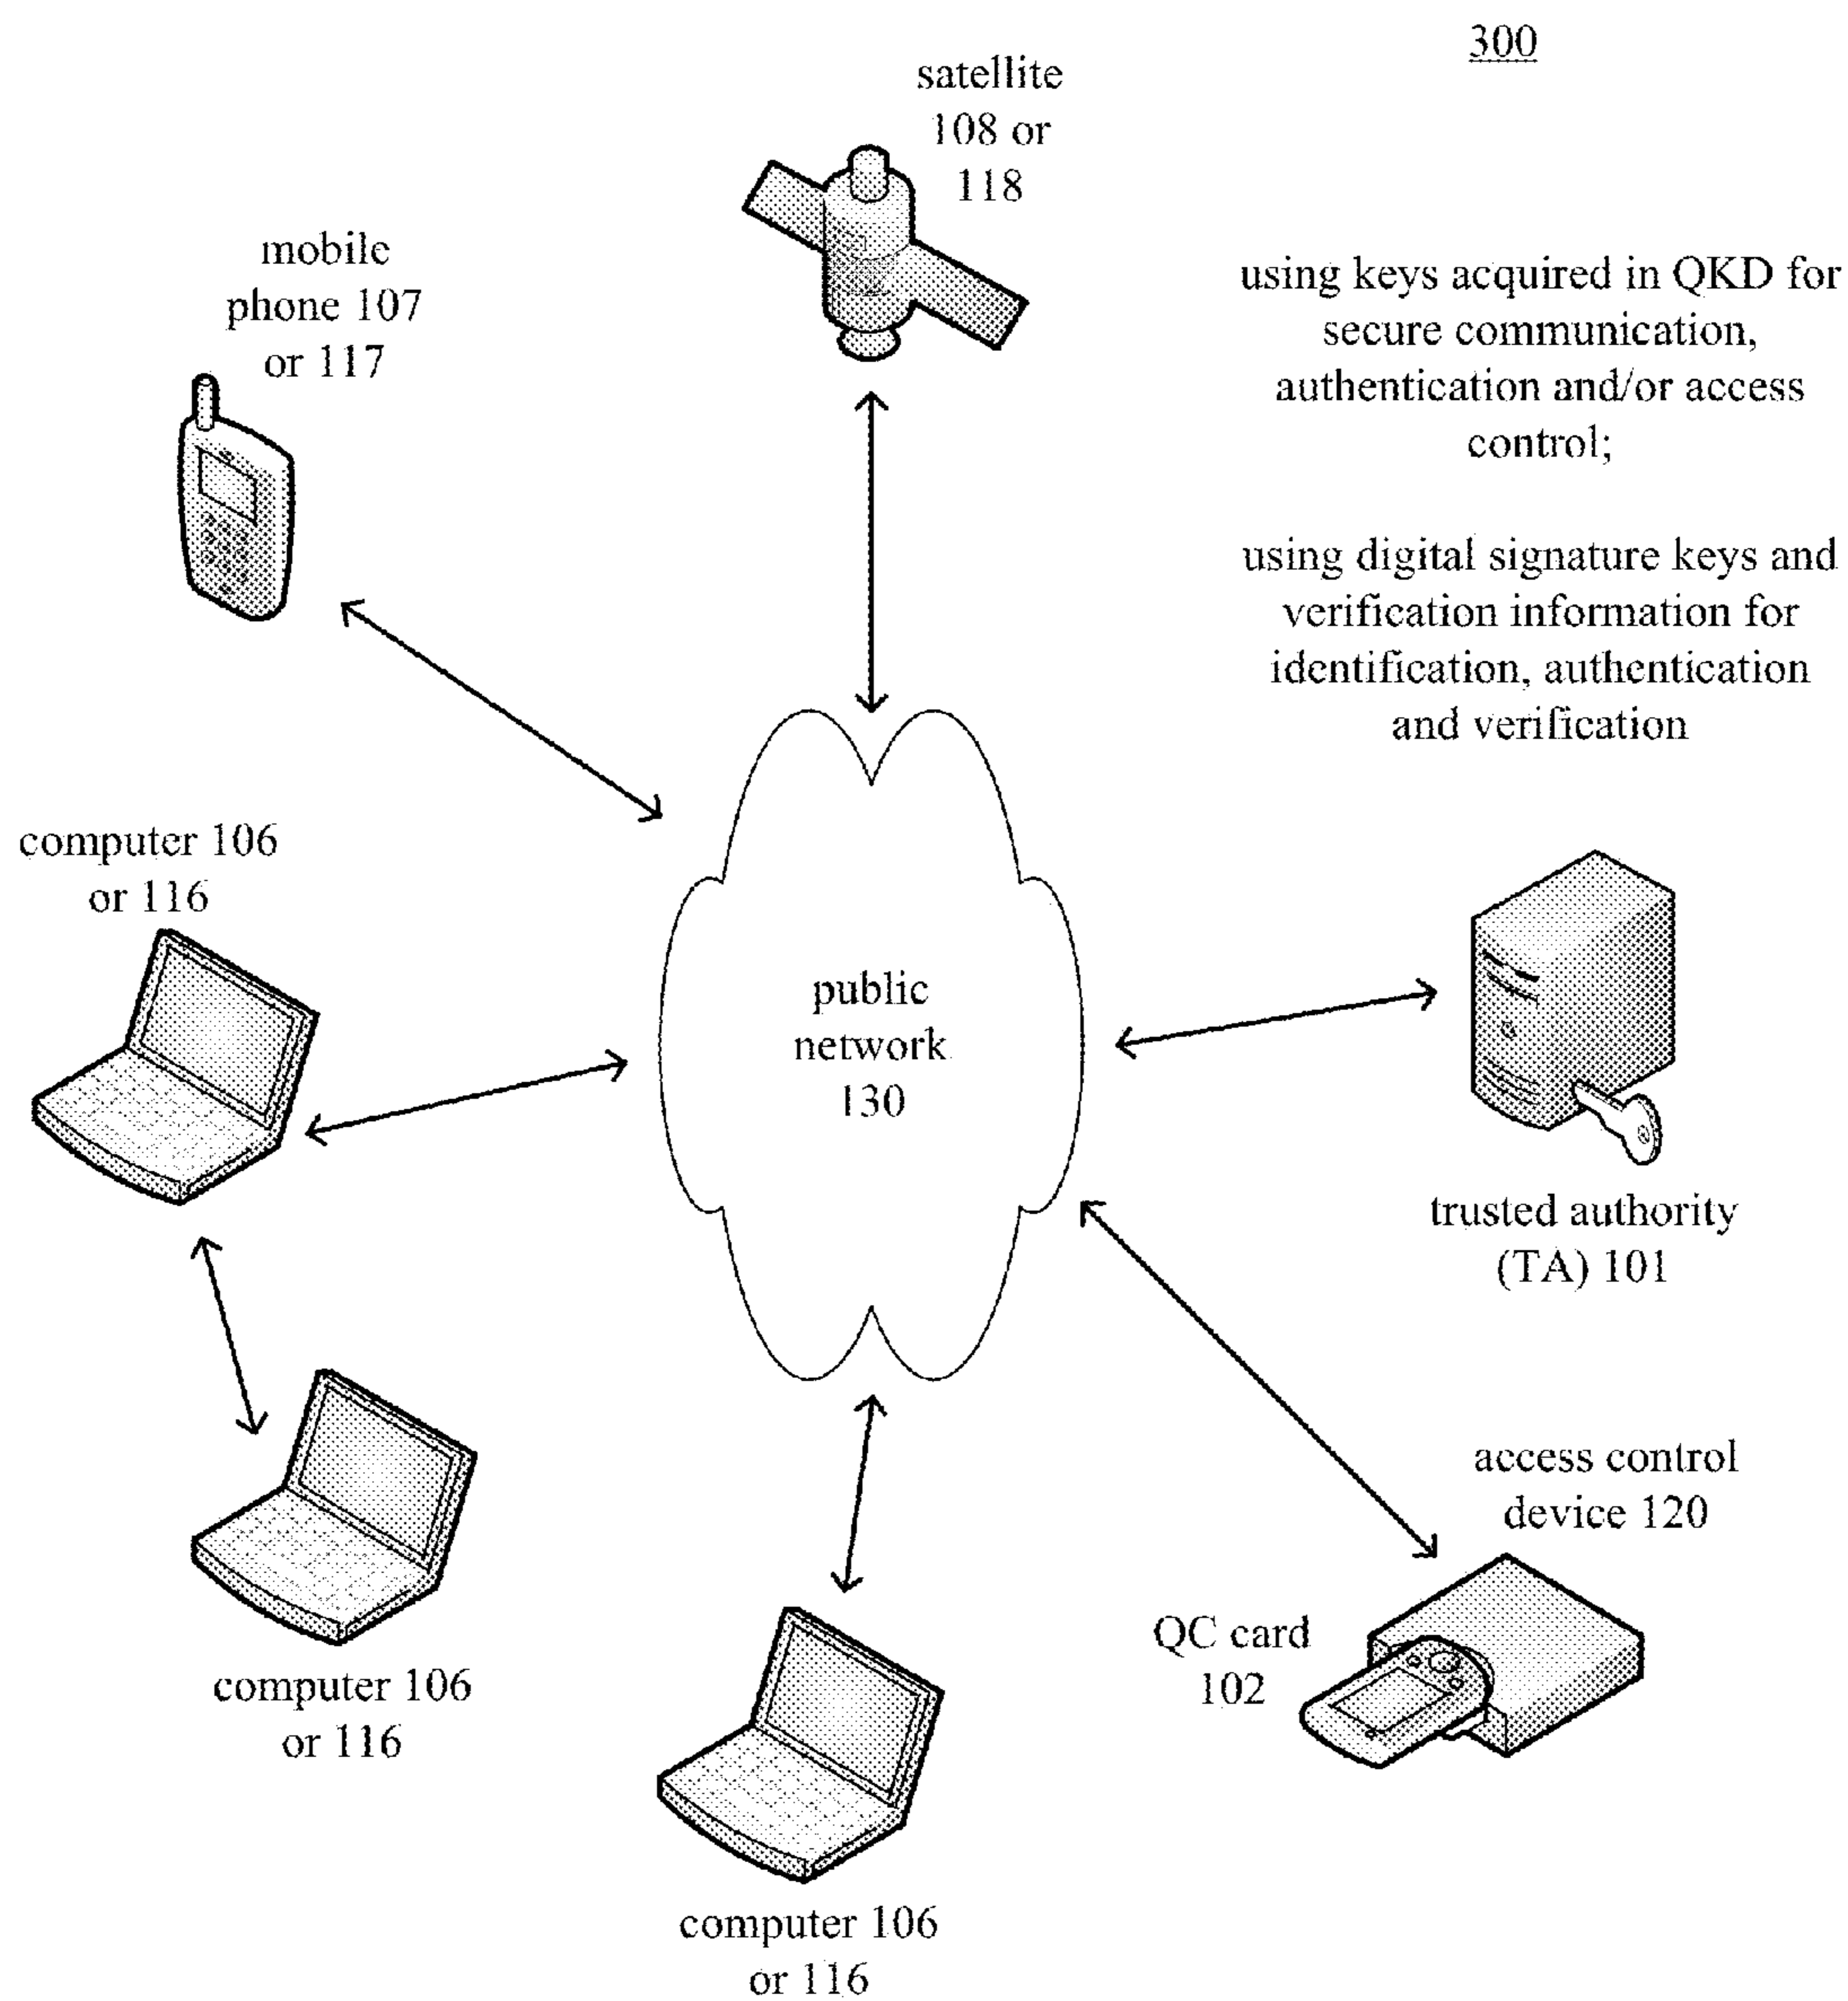 300
satellite
108 or
118
mobile
phone 107
or 117
using keys acquired in QKD for
secure communication,
authentication and/or access
control;
using digital signature keys and
verification information for
identification, authentication
and verification
computer 106
or 116
public
network
130
trusted authority
(TA) 101
access control
device 120
QC card
102
computer 106
or 116
computer 106
or 116